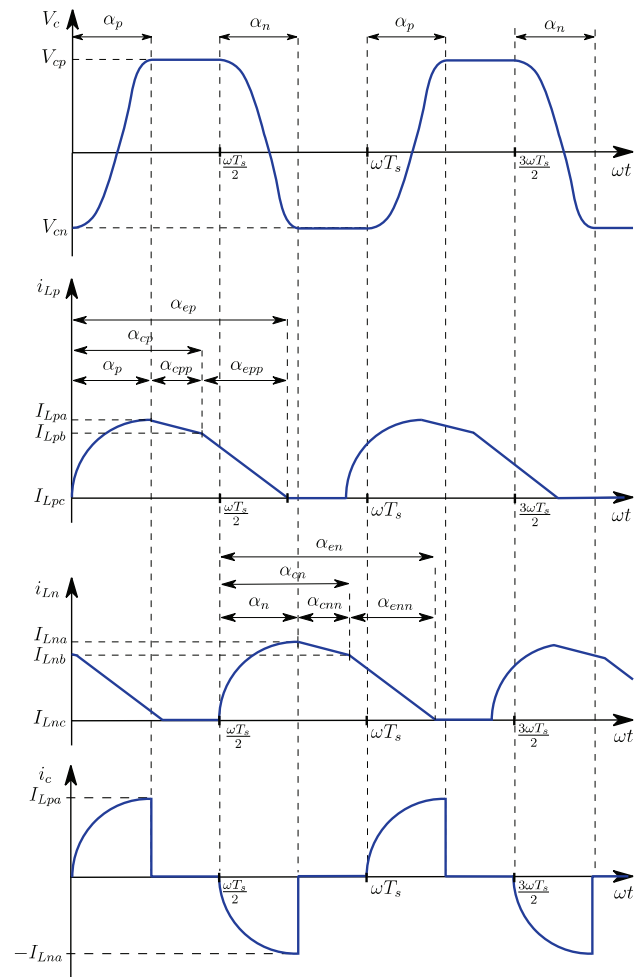 V_c α_p α_n α_p α_n
V_cp
ωT_s/2 ωT_s 3ωT_s/2 ωt
V_cn
i_Lp
α_ep
α_cp
α_p α_cpp α_epp
I_Lpa
I_Lpb
I_Lpc
ωT_s/2 ωT_s 3ωT_s/2 ωt
α_en
α_cn
i_Ln
α_n α_cnn α_enn
I_Lna
I_Lnb
I_Lnc
ωT_s/2 ωT_s 3ωT_s/2 ωt
i_c
I_Lpa
ωT_s/2 ωT_s 3ωT_s/2 ωt
−I_Lna